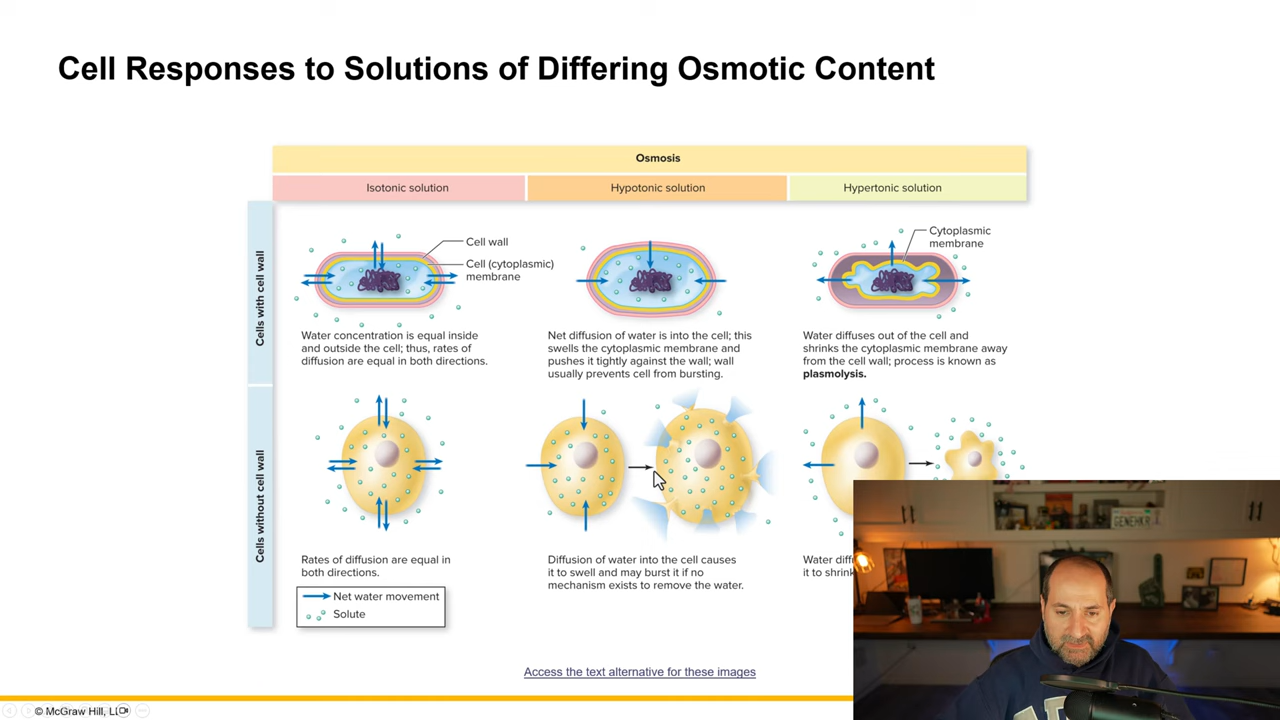 Cell Responses to Solutions of Differing Osmotic Content
Osmosis
Isotonic solution
Hypotonic solution
Hypertonic solution
Cells with cell wall
Cell wall
Cell (cytoplasmic)
membrane
Cytoplasmic
membrane
Water concentration is equal inside
and outside the cell; thus, rates of
diffusion are equal in both directions.
Net diffusion of water is into the cell; this
swells the cytoplasmic membrane and
pushes it tightly against the wall; wall
usually prevents cell from bursting.
Water diffuses out of the cell and
shrinks the cytoplasmic membrane away
from the cell wall; process is known as
plasmolysis.
Cells without cell wall
Rates of diffusion are equal in
both directions.
Diffusion of water into the cell causes
it to swell and may burst it if no
mechanism exists to remove the water.
Water
it to
Net water movement
Solute
Access the text alternative for these images
© McGraw Hill,
GENEHKR